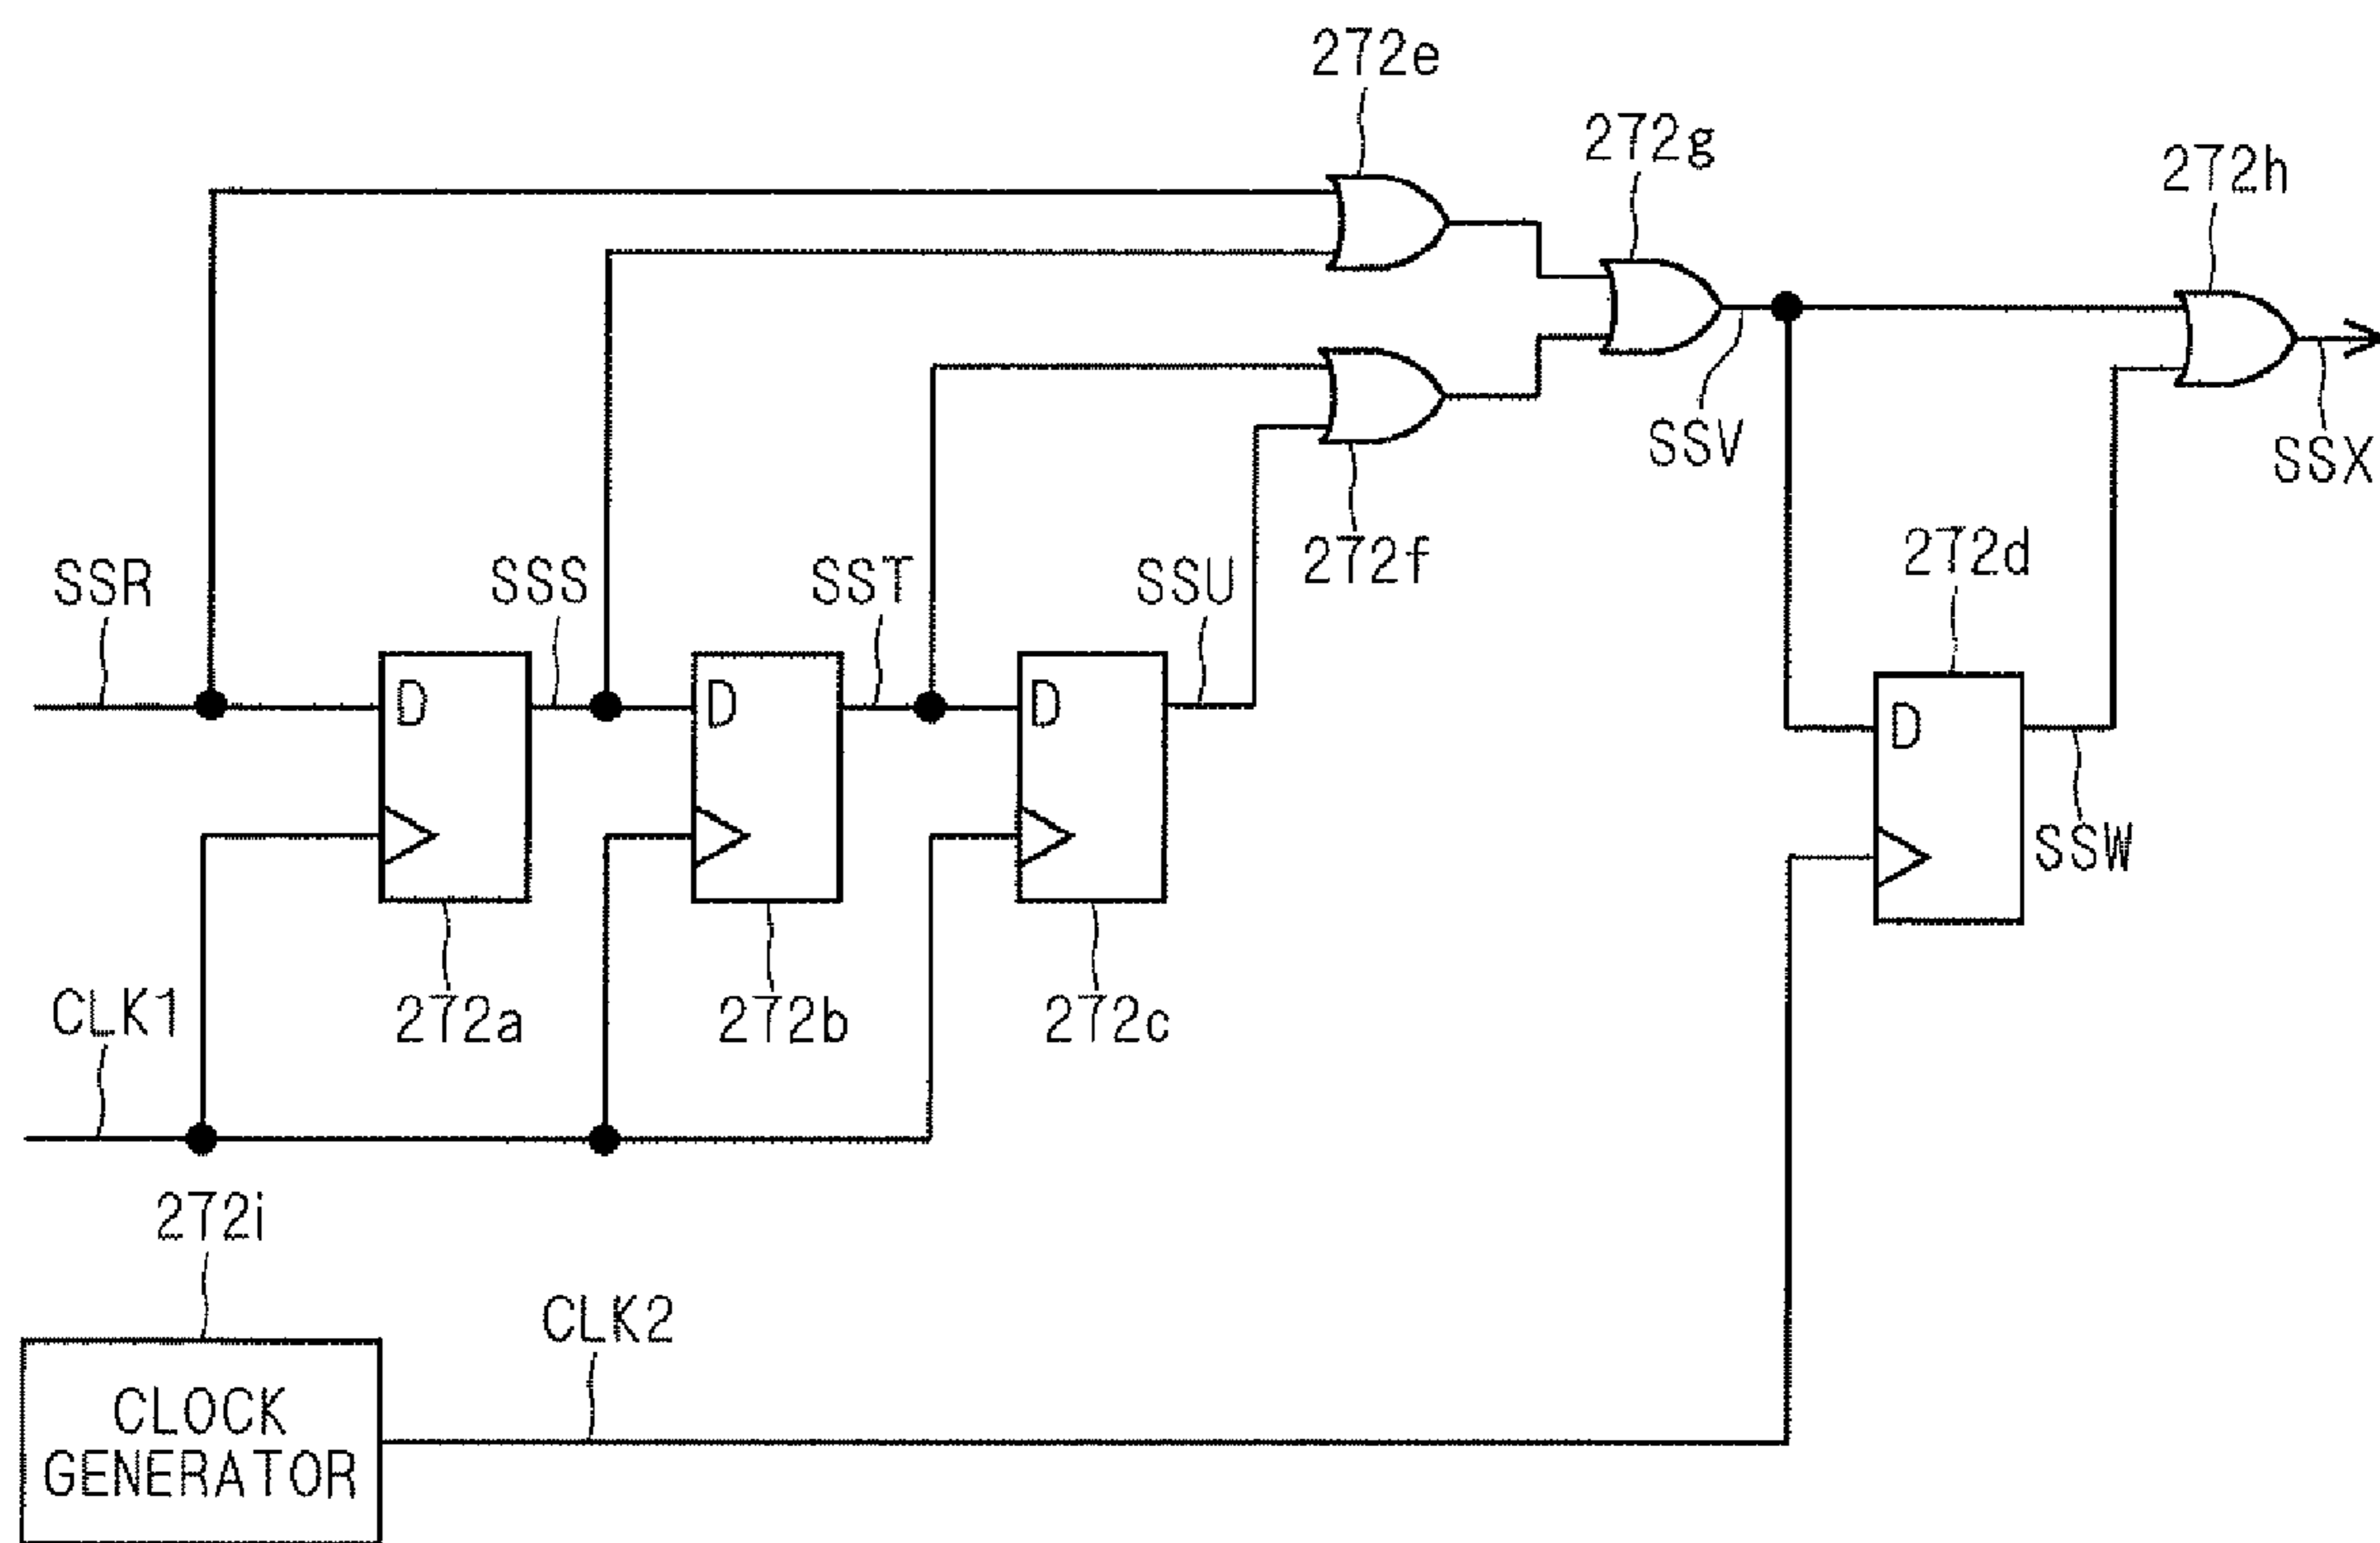 272e
272g
272h
SSV
SSX
272f
272d
SSR
SSS
SST
SSU
D
D
D
D
SSW
272a
272b
272c
CLK1
272i
CLK2
CLOCK
GENERATOR